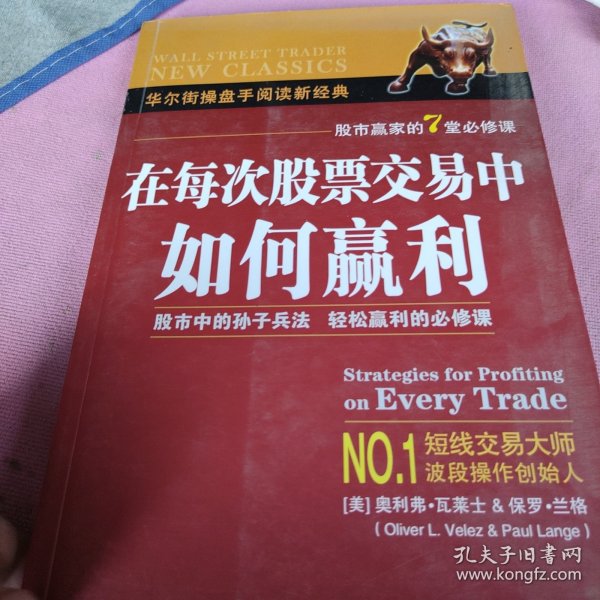 WALL STREET TRADER
NEW CLASSICS
华尔街操盘手阅读新经典
股市赢家的7堂必修课
在每次股票交易中
如何赢利
股市中的孙子兵法 轻松赢利的必修课
Strategies for Profiting
on Every Trade
NO.1 短线交易大师
波段操作创始人
[美] 奥利弗·瓦莱士 & 保罗·兰格
( Oliver L. Velez & Paul Lange )
孔夫子旧书网
www.kongfz.com